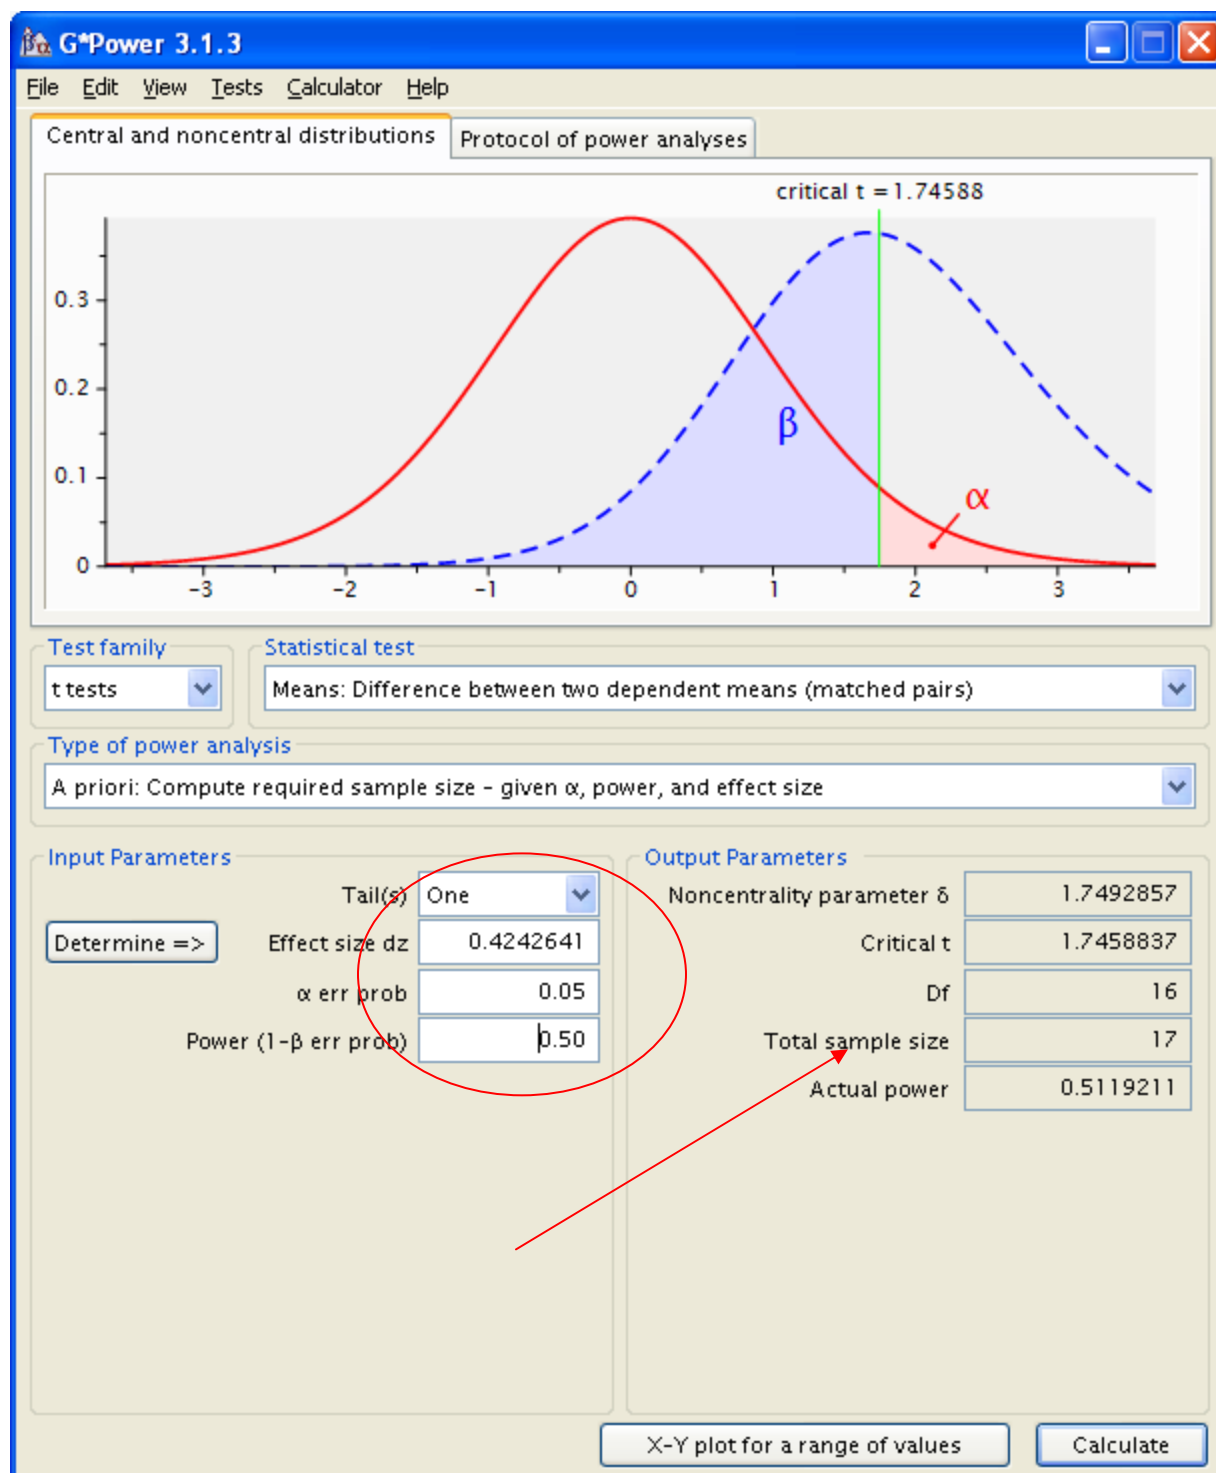 G*Power 3.1.3
File Edit View Tests Calculator Help
Central and noncentral distributions Protocol of power analyses
critical t = 1.74588
0.3
0.2
0.1
0
β
α
-3 -2 -1 0 1 2 3
Test family Statistical test
t tests Means: Difference between two dependent means (matched pairs)
Type of power analysis
A priori: Compute required sample size - given α, power, and effect size
Input Parameters Output Parameters
Tail(s) One Noncentrality parameter δ 1.7492857
Determine => Effect size dz 0.4242641 Critical t 1.7458837
α err prob 0.05 Df 16
Power (1-β err prob) 0.50 Total sample size 17
Actual power 0.5119211
X-Y plot for a range of values Calculate